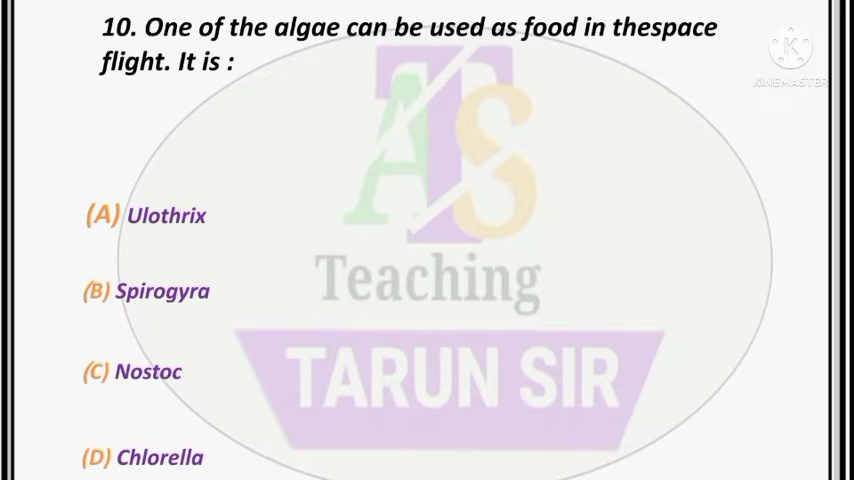 10. One of the algae can be used as food in thespace
flight. It is :
KINEMASTER
ATS
Teaching
TARUN SIR
(A) Ulothrix
(B) Spirogyra
(C) Nostoc
(D) Chlorella